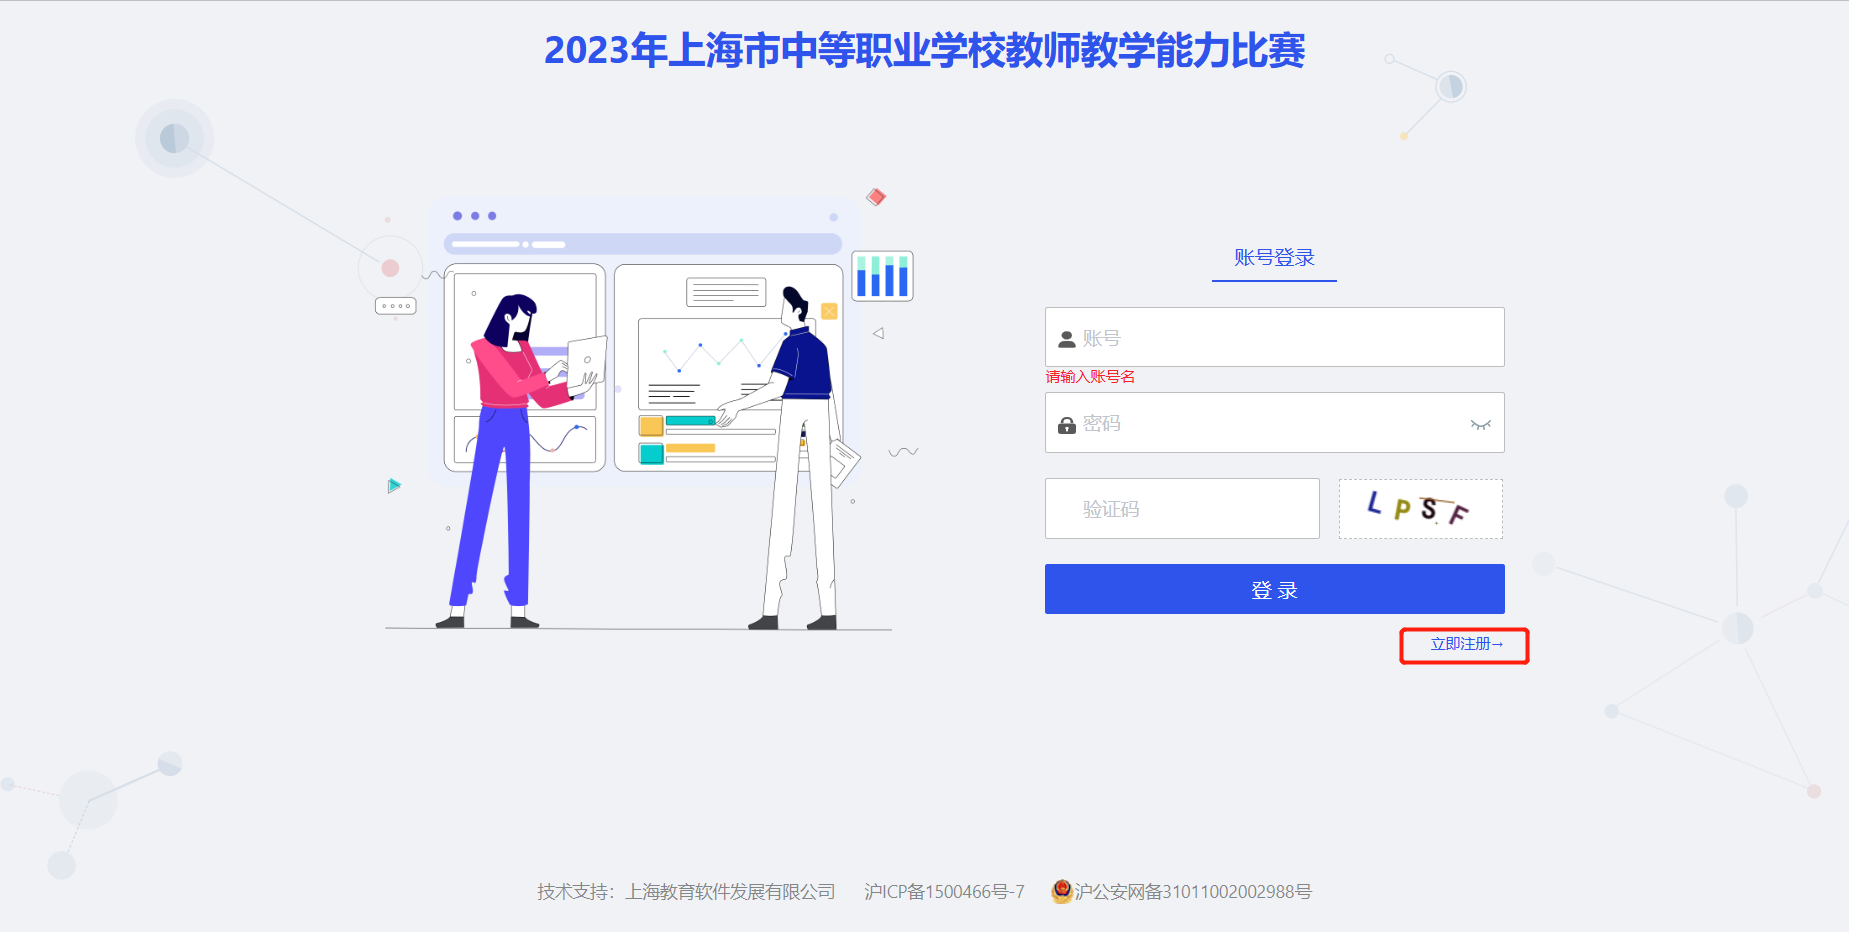 2023年上海市中等职业学校教师教学能力比赛
账号登录
账号
请输入账号名
密码
验证码
LPSF
登 录
立即注册→
技术支持：上海教育软件发展有限公司 沪ICP备1500466号-7 沪公安网备31011002002988号